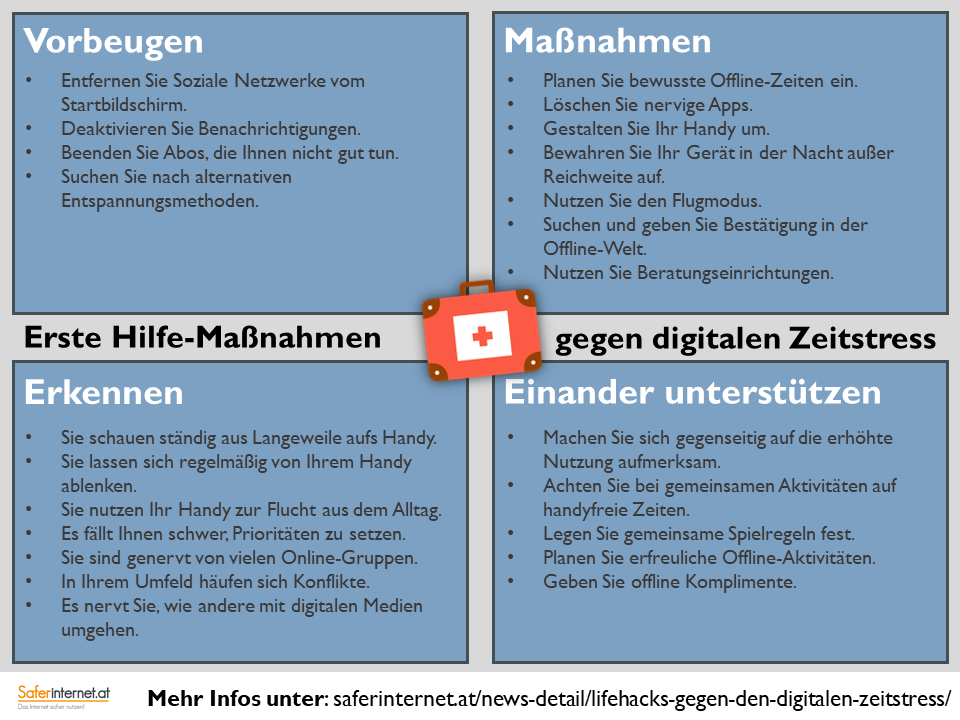 Vorbeugen
• Entfernen Sie Soziale Netzwerke vom
Startbildschirm.
• Deaktivieren Sie Benachrichtigungen.
• Beenden Sie Abos, die Ihnen nicht gut tun.
• Suchen Sie nach alternativen
Entspannungsmethoden.
Maßnahmen
• Planen Sie bewusste Offline-Zeiten ein.
• Löschen Sie nervige Apps.
• Gestalten Sie Ihr Handy um.
• Bewahren Sie Ihr Gerät in der Nacht außer
Reichweite auf.
• Nutzen Sie den Flugmodus.
• Suchen und geben Sie Bestätigung in der
Offline-Welt.
• Nutzen Sie Beratungseinrichtungen.
Erste Hilfe-Maßnahmen gegen digitalen Zeitstress
Erkennen
• Sie schauen ständig aus Langeweile aufs Handy.
• Sie lassen sich regelmäßig von Ihrem Handy
ablenken.
• Sie nutzen Ihr Handy zur Flucht aus dem Alltag.
• Es fällt Ihnen schwer, Prioritäten zu setzen.
• Sie sind genervt von vielen Online-Gruppen.
• In Ihrem Umfeld häufen sich Konflikte.
• Es nervt Sie, wie andere mit digitalen Medien
umgehen.
Einander unterstützen
• Machen Sie sich gegenseitig auf die erhöhte
Nutzung aufmerksam.
• Achten Sie bei gemeinsamen Aktivitäten auf
handyfreie Zeiten.
• Legen Sie gemeinsame Spielregeln fest.
• Planen Sie erfreuliche Offline-Aktivitäten.
• Geben Sie offline Komplimente.
Saferinternet.at
Das Internet sicher nutzen!
Mehr Infos unter: saferinternet.at/news-detail/lifehacks-gegen-den-digitalen-zeitstress/